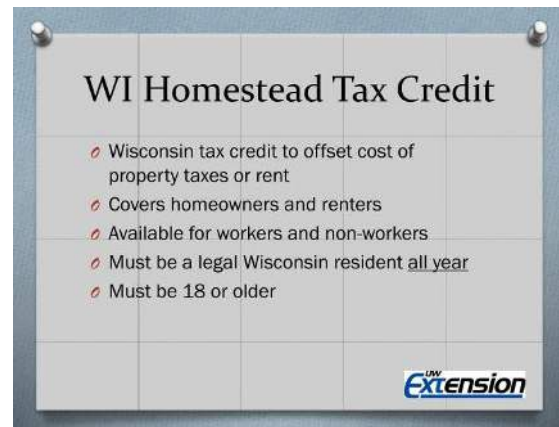 WI Homestead Tax Credit
Wisconsin tax credit to offset cost of
property taxes or rent
Covers homeowners and renters
Available for workers and non-workers
Must be a legal Wisconsin resident all year
Must be 18 or older
UW
Extension